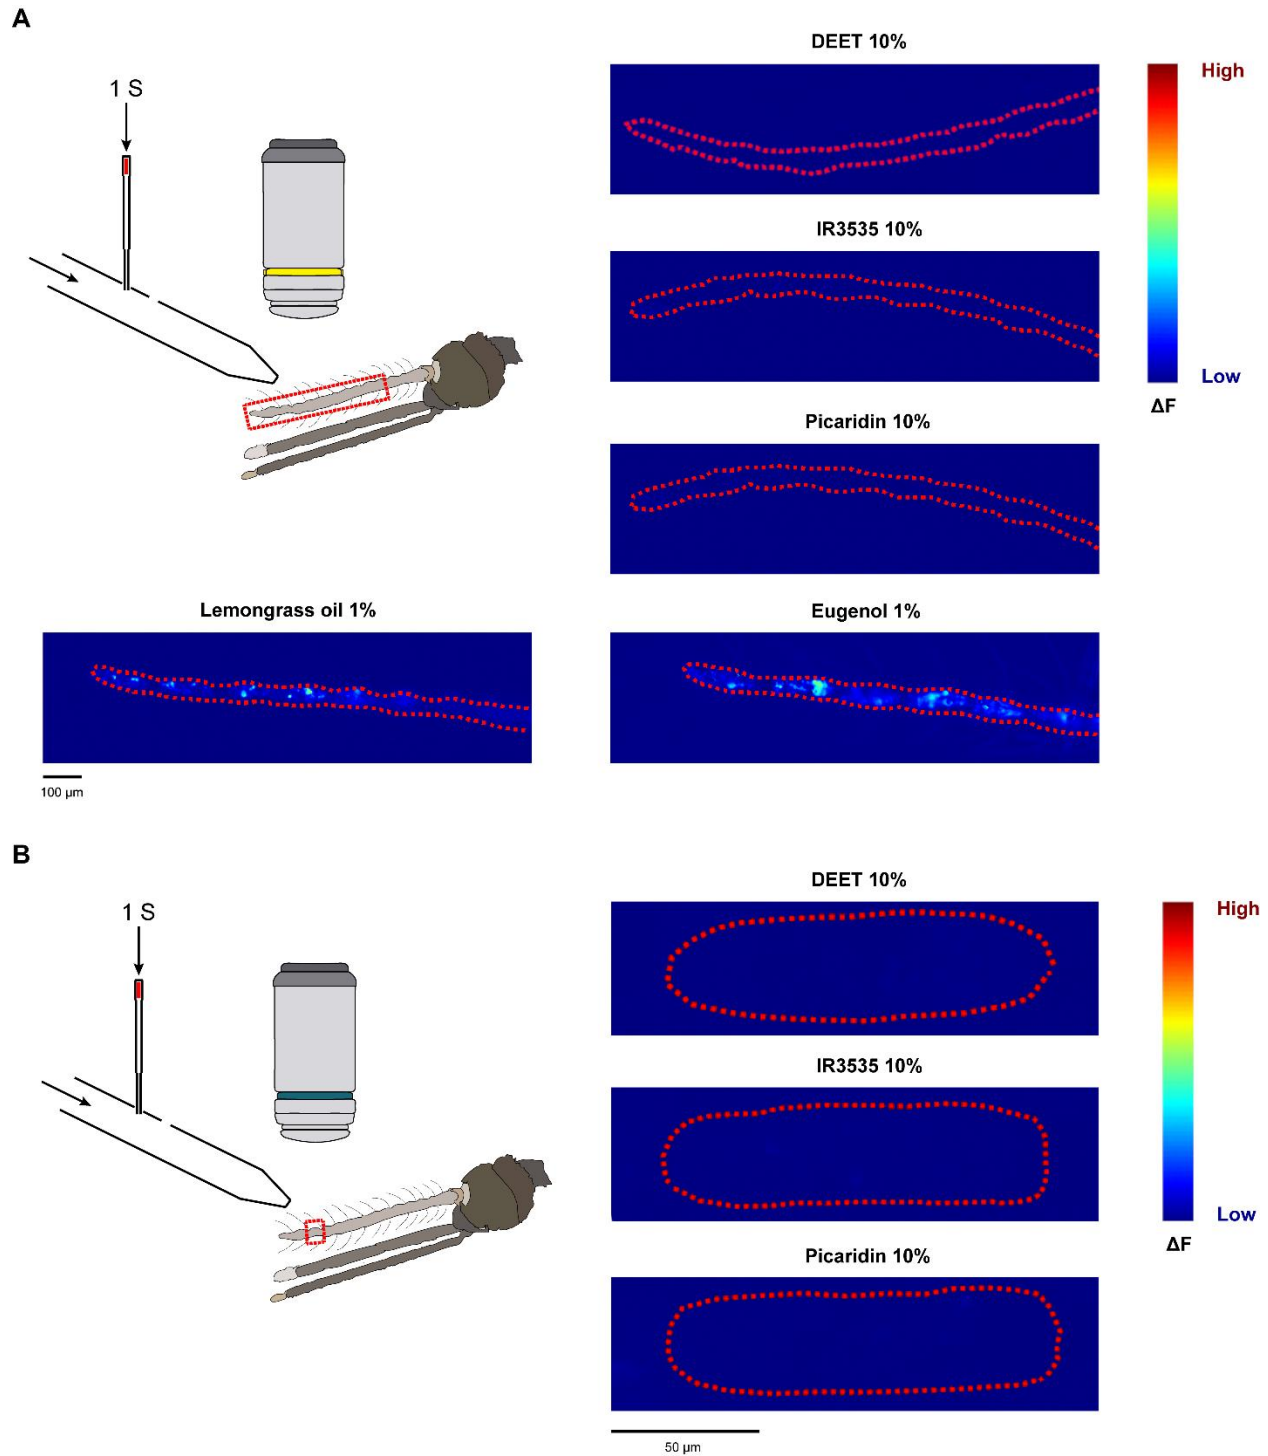 A
1 S
DEET 10%
High
IR3535 10%
Low
ΔF
Picaridin 10%
Lemongrass oil 1%
Eugenol 1%
100 µm
B
1 S
DEET 10%
High
IR3535 10%
Low
ΔF
Picaridin 10%
50 µm